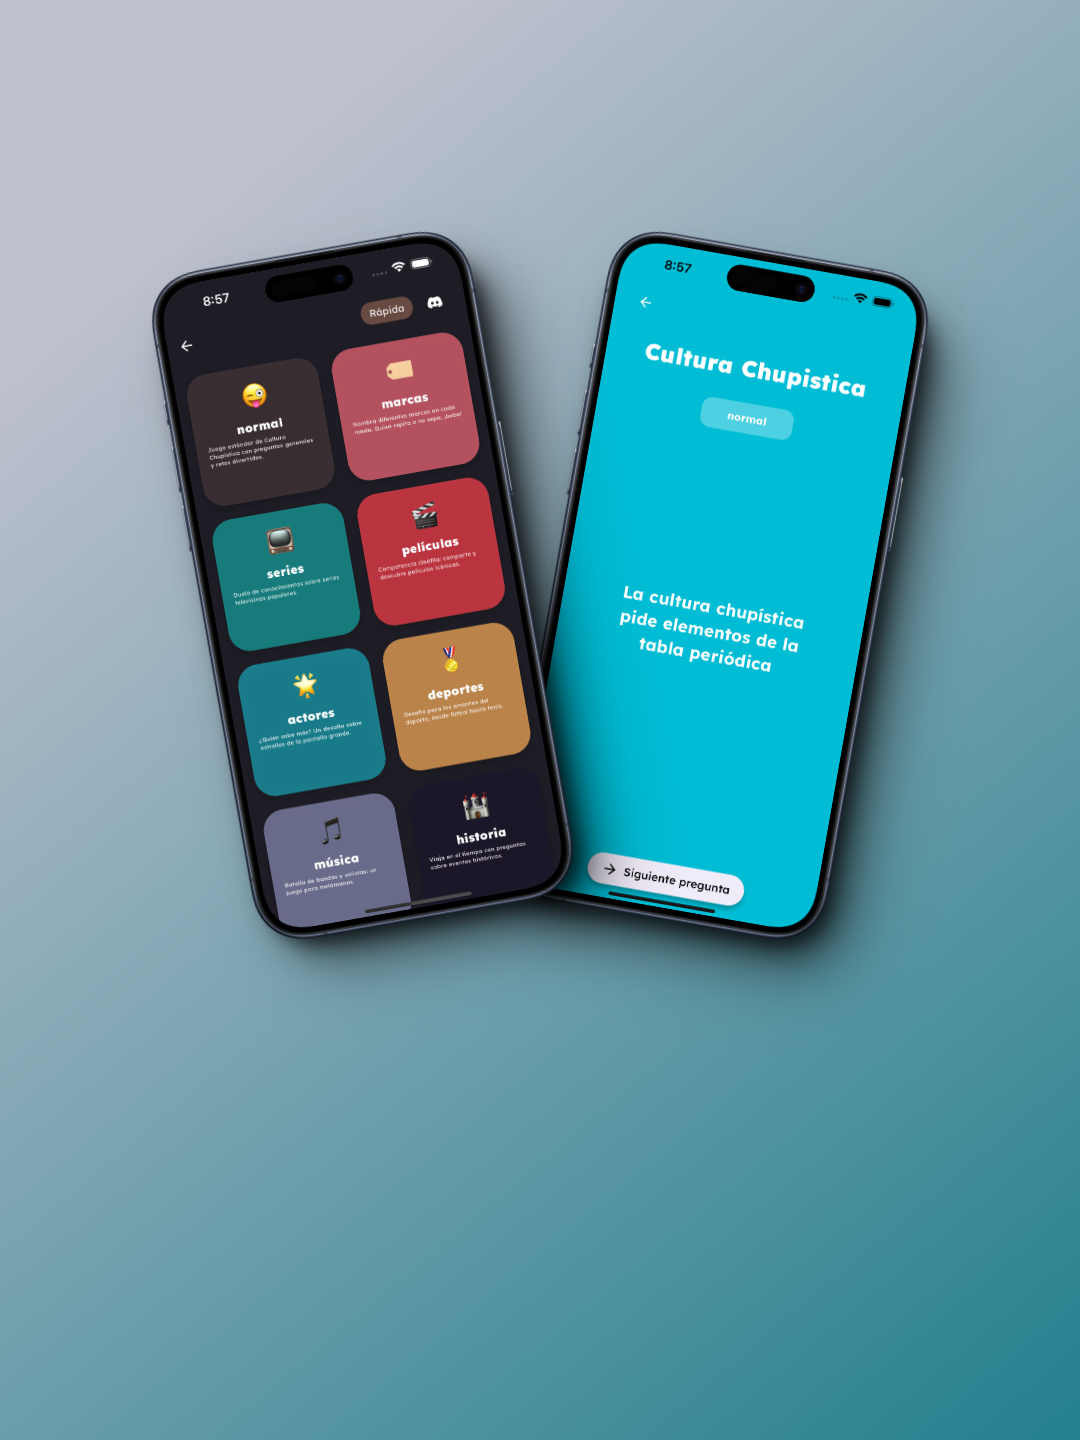 8:57
Rápida
normal
Juego estándar de Cultura
Chupística con preguntas generales
y retos divertidos.
marcas
Nombra diferentes marcas en cada
ronda. Quien repita o no sepa, ¡bebe!
series
Duelo de conocimientos sobre series
televisivas populares.
películas
Competencia cinéfila: comparte y
descubre películas icónicas.
actores
¿Quién sabe más? Un desafío sobre
estrellas de la pantalla grande.
deportes
Desafío para los amantes del
deporte, desde fútbol hasta tenis.
música
Batalla de bandas y solistas: un
juego para melómanos.
historia
Viaja en el tiempo con preguntas
sobre eventos históricos.
8:57
Cultura Chupistica
normal
La cultura chupística
pide elementos de la
tabla periódica
Siguiente pregunta